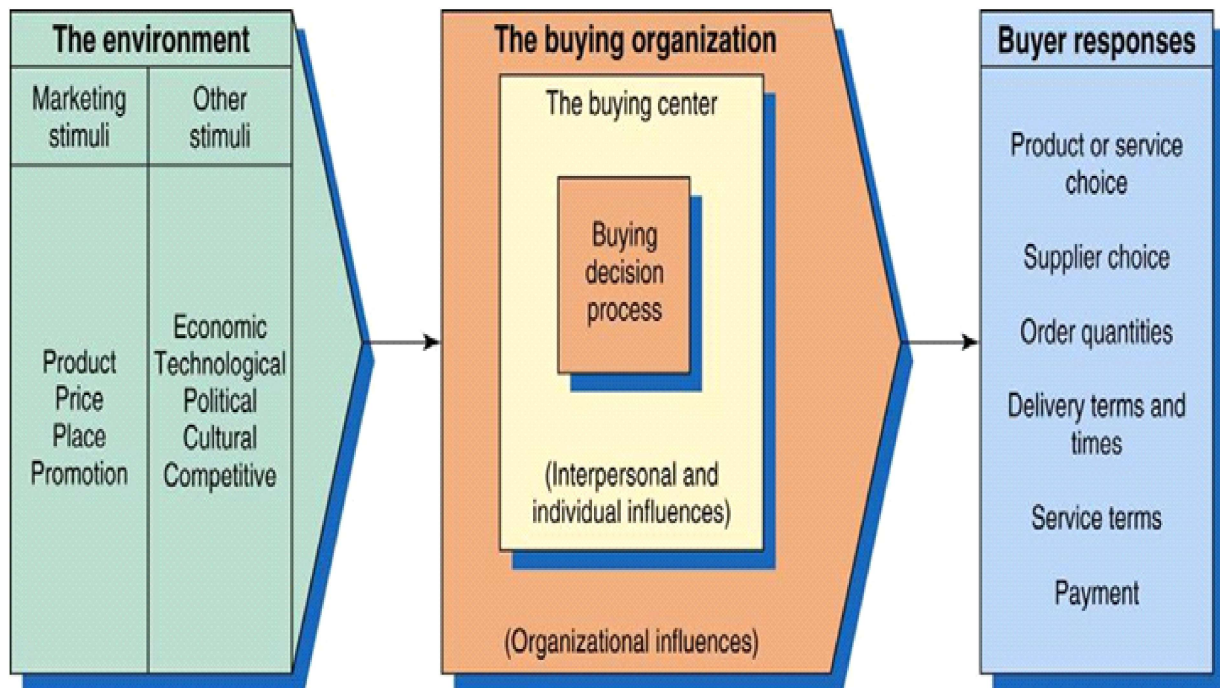 The environment
Marketing
stimuli
Other
stimuli
Product
Price
Place
Promotion
Economic
Technological
Political
Cultural
Competitive
The buying organization
The buying center
Buying
decision
process
(Interpersonal and
individual influences)
(Organizational influences)
Buyer responses
Product or service
choice
Supplier choice
Order quantities
Delivery terms and
times
Service terms
Payment